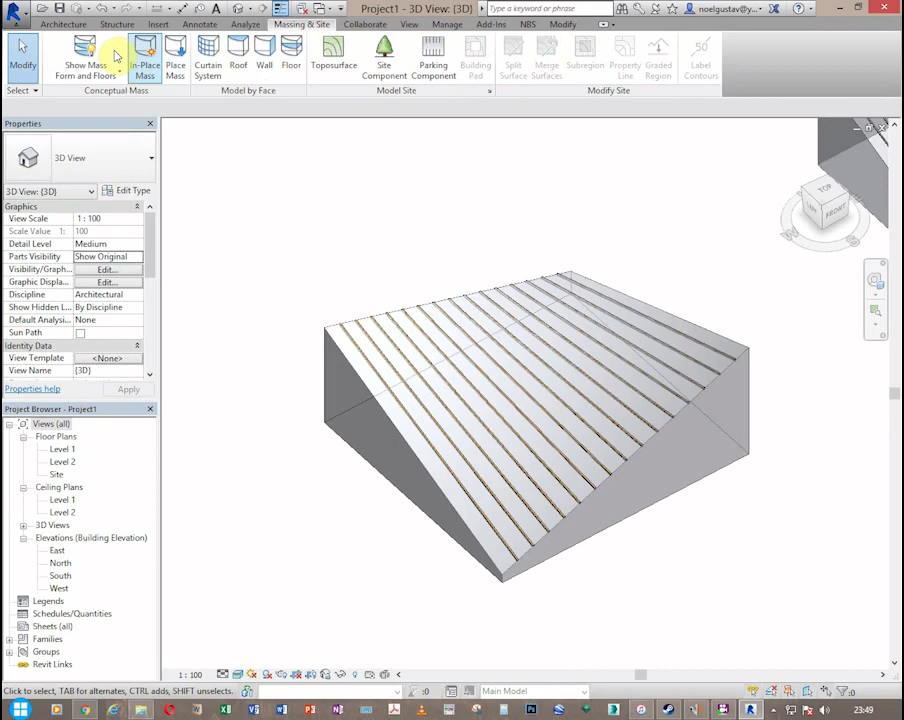 Project1 - 3D View: {3D}
Type a keyword or phrase
noelgustav@...
Architecture Structure Insert Annotate Analyze Massing & Site Collaborate View Manage Add-Ins NBS Modify
Modify
Show Mass Form and Floors
In-Place Mass
Place Mass
Curtain System
Roof
Wall
Floor
Toposurface
Site Component
Parking Component
Building Pad
Split Surface
Merge Surfaces
Subregion
Property Line
Graded Region
50
Label Contours
Select
Conceptual Mass
Model by Face
Model Site
Modify Site
Properties
3D View
3D View: {3D}
Edit Type
Graphics
View Scale 1 : 100
Scale Value 1: 100
Detail Level Medium
Parts Visibility Show Original
Visibility/Graph... Edit...
Graphic Displa... Edit...
Discipline Architectural
Show Hidden L... By Discipline
Default Analysi... None
Sun Path
Identity Data
View Template <None>
View Name {3D}
Properties help
Apply
TOP
FRONT
Project Browser - Project1
Views (all)
Floor Plans
Level 1
Level 2
Site
Ceiling Plans
Level 1
Level 2
3D Views
Elevations (Building Elevation)
East
North
South
West
Legends
Schedules/Quantities
Sheets (all)
Families
Groups
Revit Links
1 : 100
Click to select, TAB for alternates, CTRL adds, SHIFT unselects.
:0
Main Model
:0
23:49